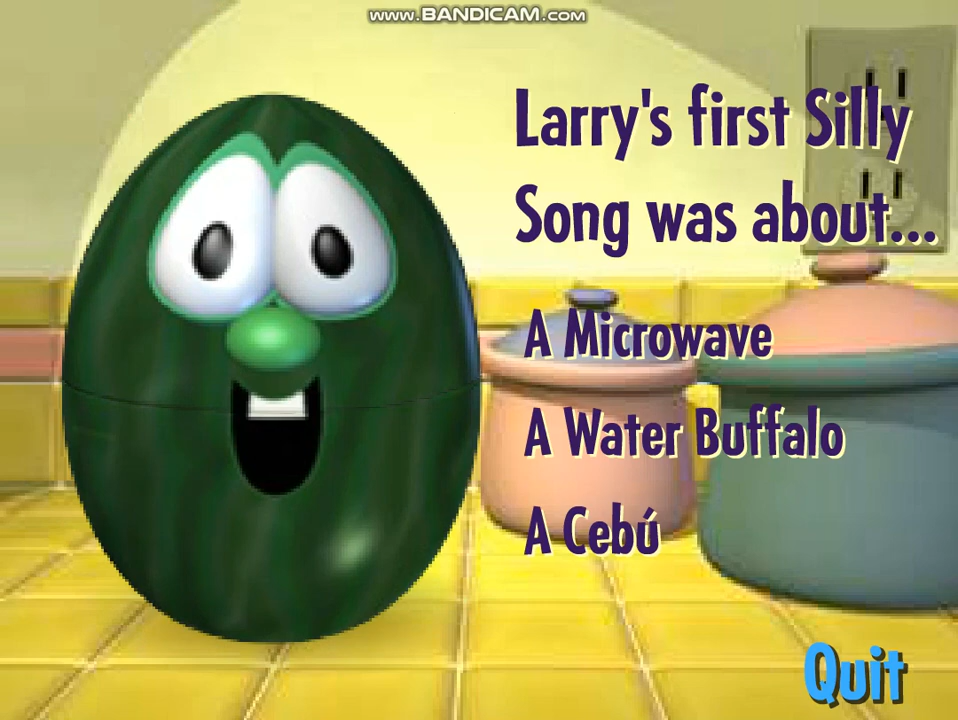 www.BANDICAM.com
Larry's first Silly
Song was about...
A Microwave
A Water Buffalo
A Cebú
Quit